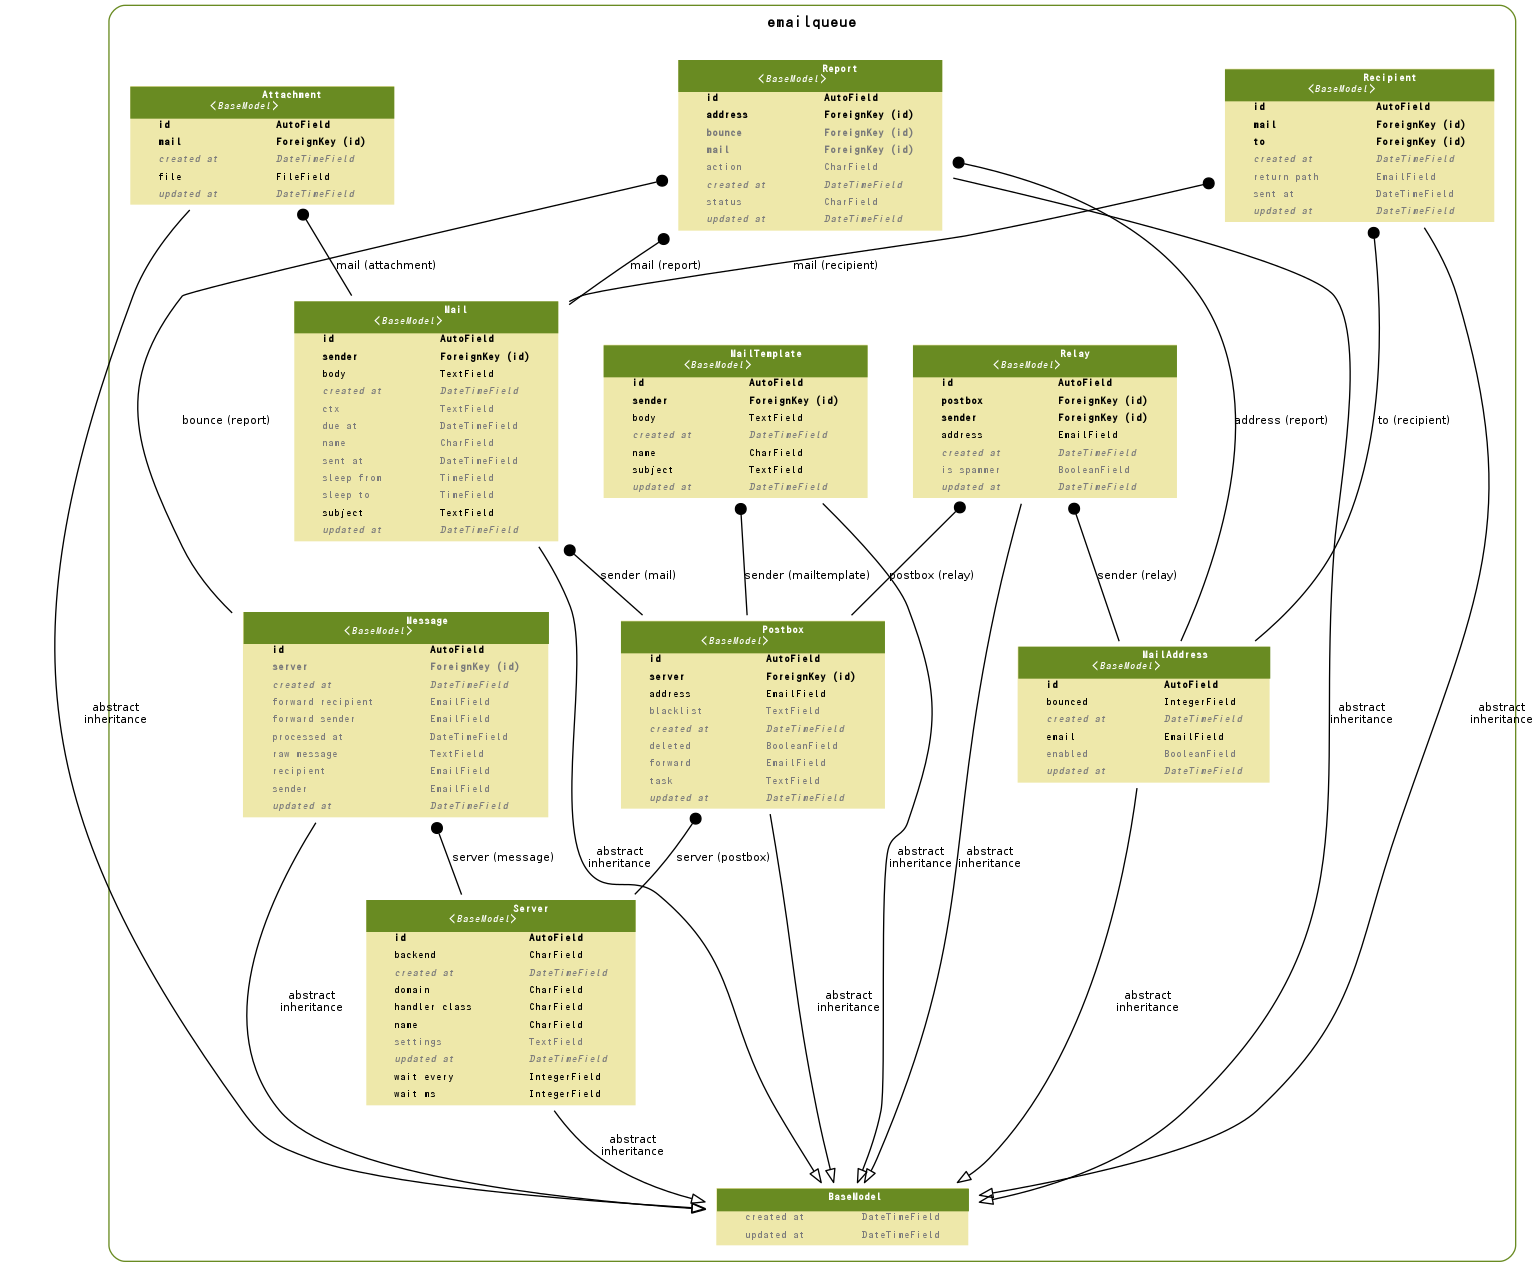 emailqueue
Attachment
<BaseModel>
id AutoField
mail ForeignKey (id)
created at DateTimeField
file FileField
updated at DateTimeField
Report
<BaseModel>
id AutoField
address ForeignKey (id)
bounce ForeignKey (id)
mail ForeignKey (id)
action CharField
created at DateTimeField
status CharField
updated at DateTimeField
Recipient
<BaseModel>
id AutoField
mail ForeignKey (id)
to ForeignKey (id)
created at DateTimeField
return path EmailField
sent at DateTimeField
updated at DateTimeField
mail (attachment)
mail (report)
mail (recipient)
Mail
<BaseModel>
id AutoField
sender ForeignKey (id)
body TextField
created at DateTimeField
ctx TextField
due at DateTimeField
name CharField
sent at DateTimeField
sleep from TimeField
sleep to TimeField
subject TextField
updated at DateTimeField
MailTemplate
<BaseModel>
id AutoField
sender ForeignKey (id)
body TextField
created at DateTimeField
name CharField
subject TextField
updated at DateTimeField
Relay
<BaseModel>
id AutoField
postbox ForeignKey (id)
sender ForeignKey (id)
address EmailField
created at DateTimeField
is spammer BooleanField
updated at DateTimeField
bounce (report)
address (report)
to (recipient)
sender (mail)
sender (mailtemplate)
postbox (relay)
sender (relay)
Message
<BaseModel>
id AutoField
server ForeignKey (id)
created at DateTimeField
forward recipient EmailField
forward sender EmailField
processed at DateTimeField
raw message TextField
recipient EmailField
sender EmailField
updated at DateTimeField
Postbox
<BaseModel>
id AutoField
server ForeignKey (id)
address EmailField
blacklist TextField
created at DateTimeField
deleted BooleanField
forward EmailField
task TextField
updated at DateTimeField
MailAddress
<BaseModel>
id AutoField
bounced IntegerField
created at DateTimeField
email EmailField
enabled BooleanField
updated at DateTimeField
abstract
inheritance
abstract
inheritance
abstract
inheritance
server (message)
abstract
inheritance
server (postbox)
abstract
inheritance
abstract
inheritance
Server
<BaseModel>
id AutoField
backend CharField
created at DateTimeField
domain CharField
handler class CharField
name CharField
settings TextField
updated at DateTimeField
wait every IntegerField
wait ms IntegerField
abstract
inheritance
abstract
inheritance
abstract
inheritance
abstract
inheritance
BaseModel
created at DateTimeField
updated at DateTimeField